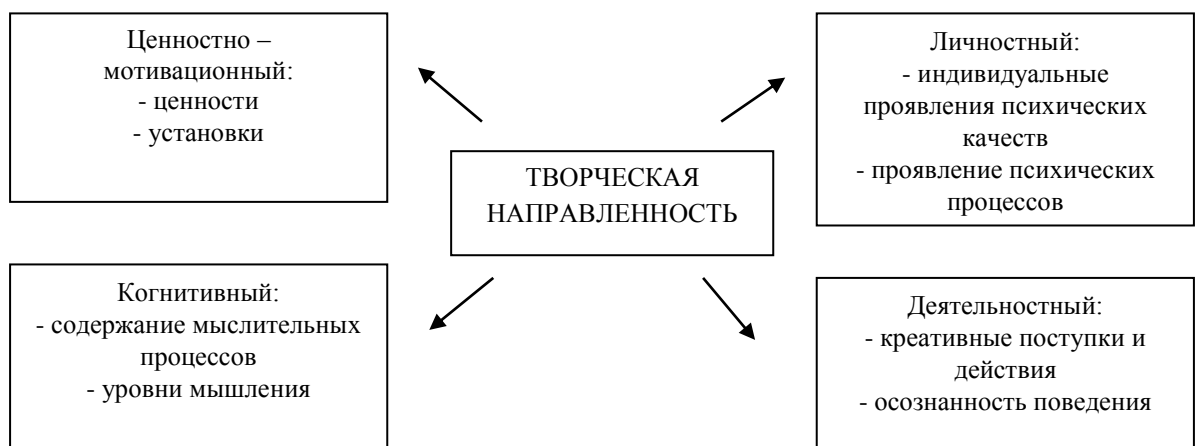 Ценностно –
мотивационный:
- ценности
- установки
Личностный:
- индивидуальные
проявления психических
качеств
- проявление психических
процессов
ТВОРЧЕСКАЯ
НАПРАВЛЕННОСТЬ
Когнитивный:
- содержание мыслительных
процессов
- уровни мышления
Деятельностный:
- креативные поступки и
действия
- осознанность поведения